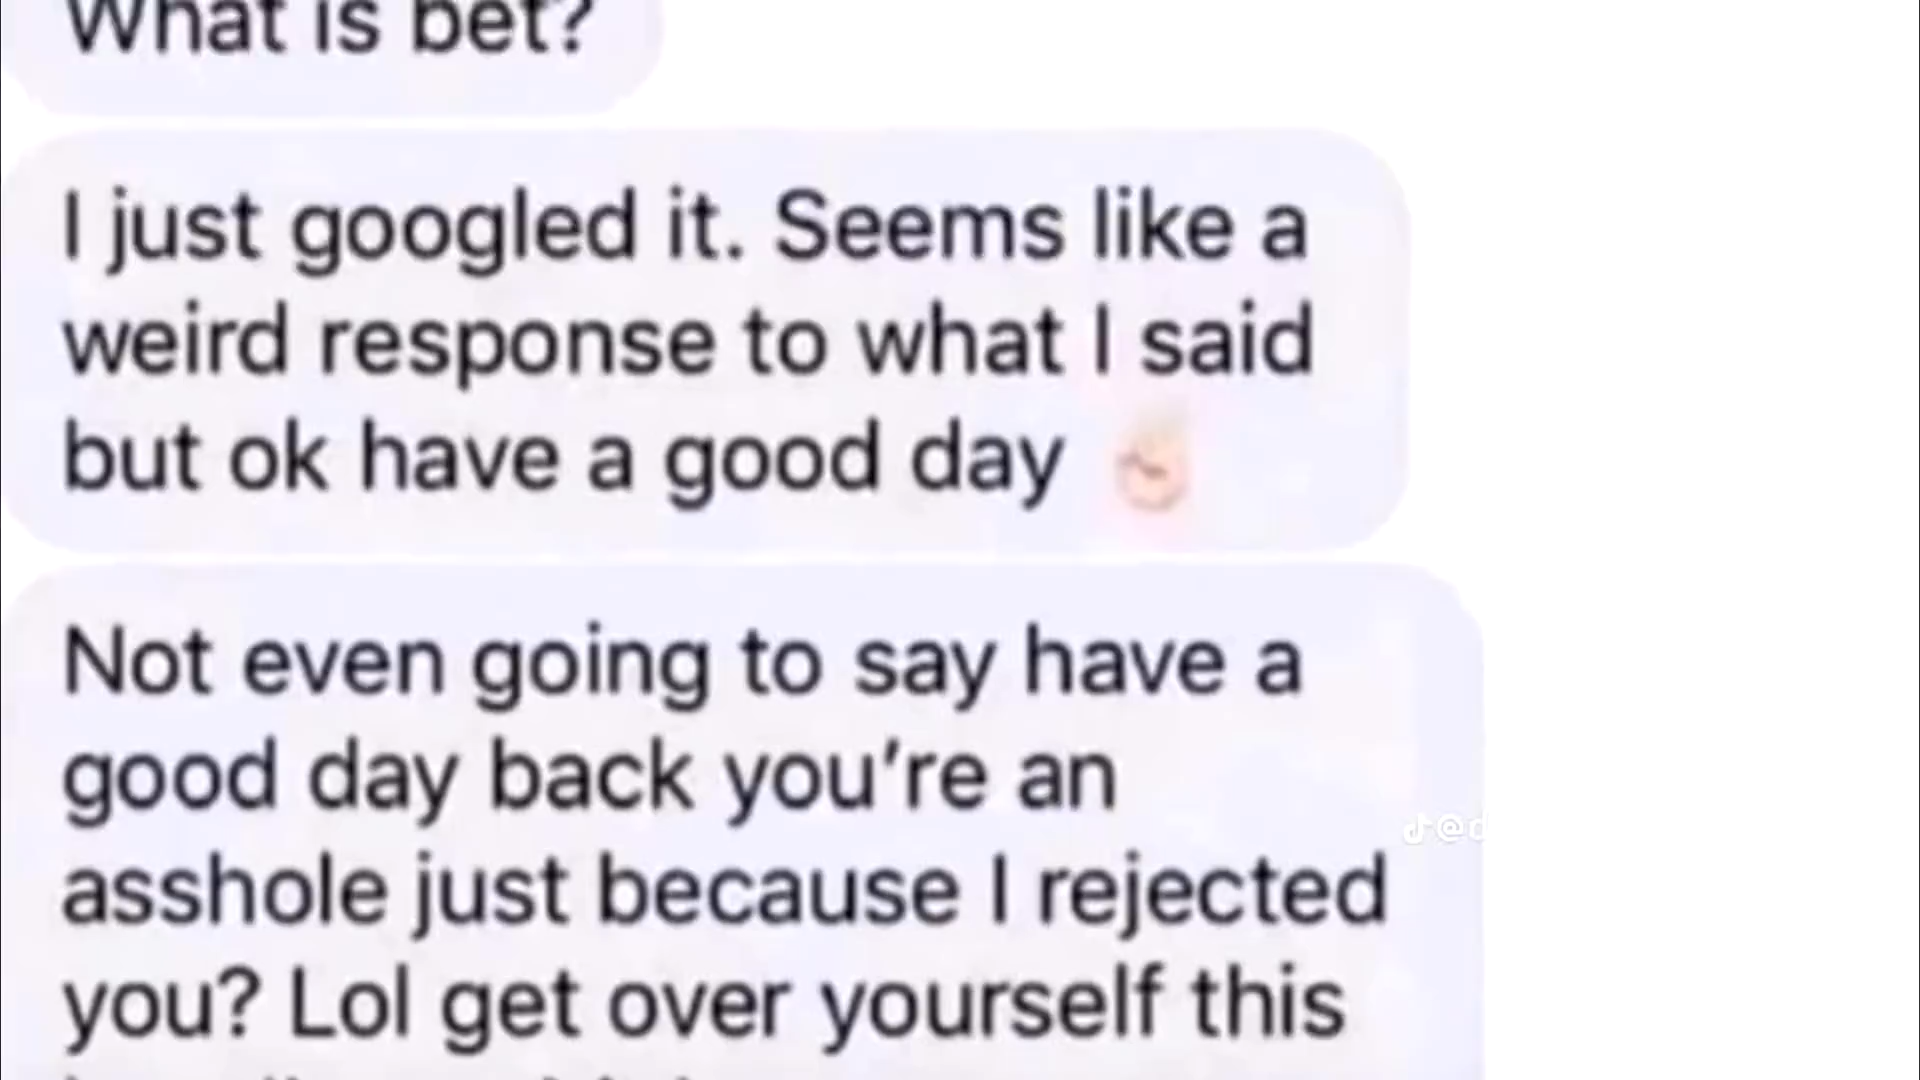 What is bet?
I just googled it. Seems like a
weird response to what I said
but ok have a good day
Not even going to say have a
good day back you're an
asshole just because I rejected
you? Lol get over yourself this